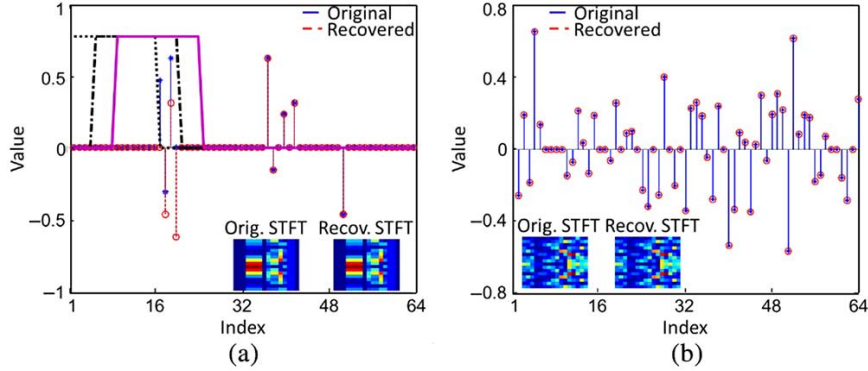 Original
Recovered
1
0.5
0
−0.5
−1
Value
Orig. STFT Recov. STFT
1 16 32 48 64
Index
(a)
Original
Recovered
0.8
0.4
0
−0.4
−0.8
Value
Orig. STFT Recov. STFT
1 16 32 48 64
Index
(b)